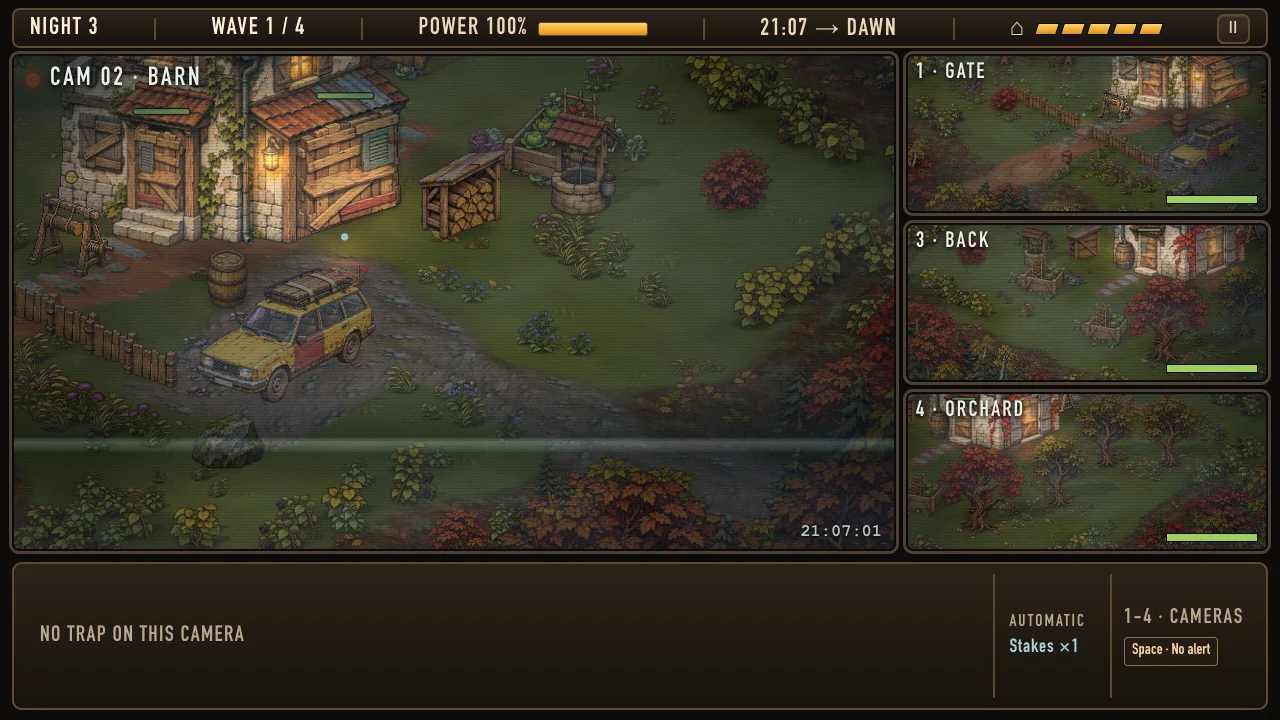 NIGHT 3
WAVE 1 / 4
POWER 100%
21:07 → DAWN
CAM 02 · BARN
21:07:01
1 · GATE
3 · BACK
4 · ORCHARD
NO TRAP ON THIS CAMERA
AUTOMATIC
Stakes ×1
1-4 · CAMERAS
Space · No alert